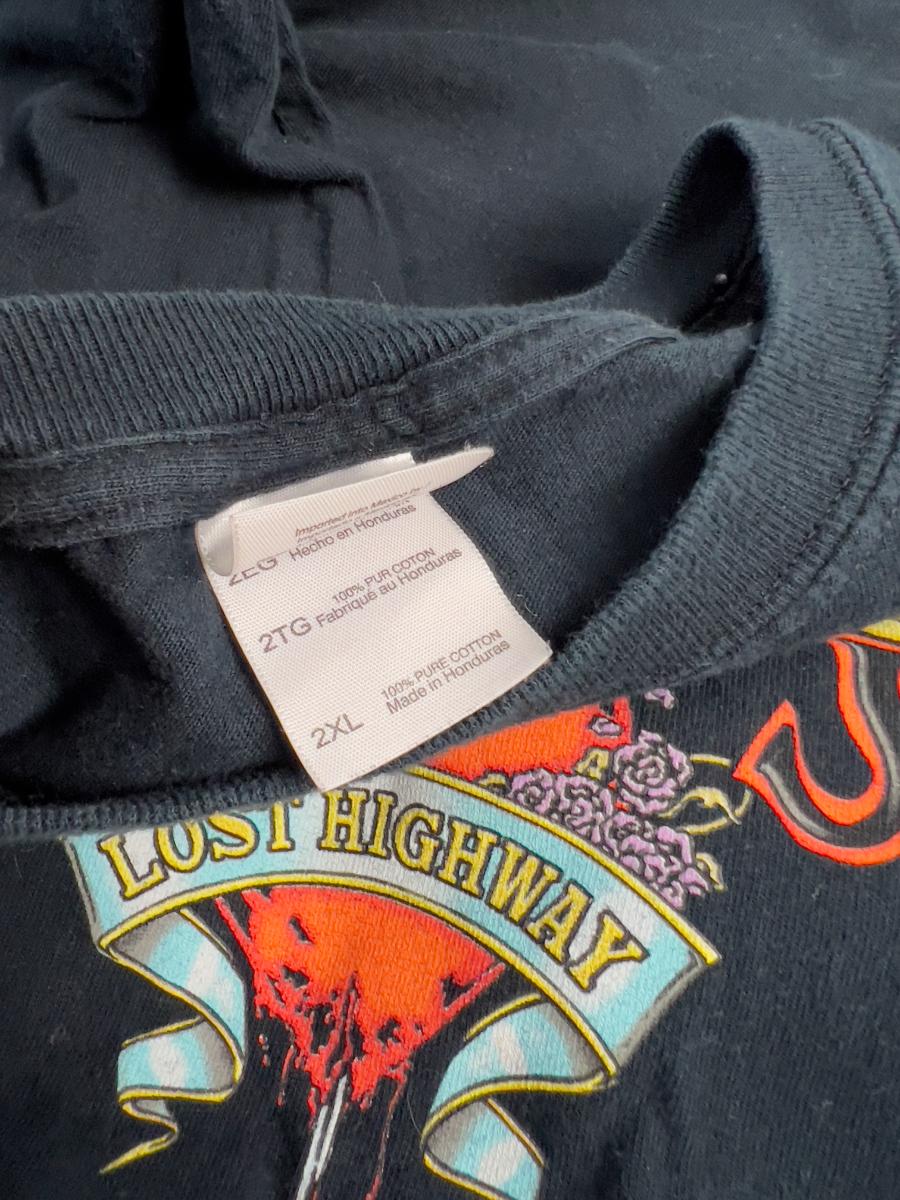 Imported into Mexico by:
2EG Hecho en Honduras
100% PUR COTON
2TG Fabriqué au Honduras
100% PURE COTTON
Made in Honduras
2XL
LOST HIGHWAY